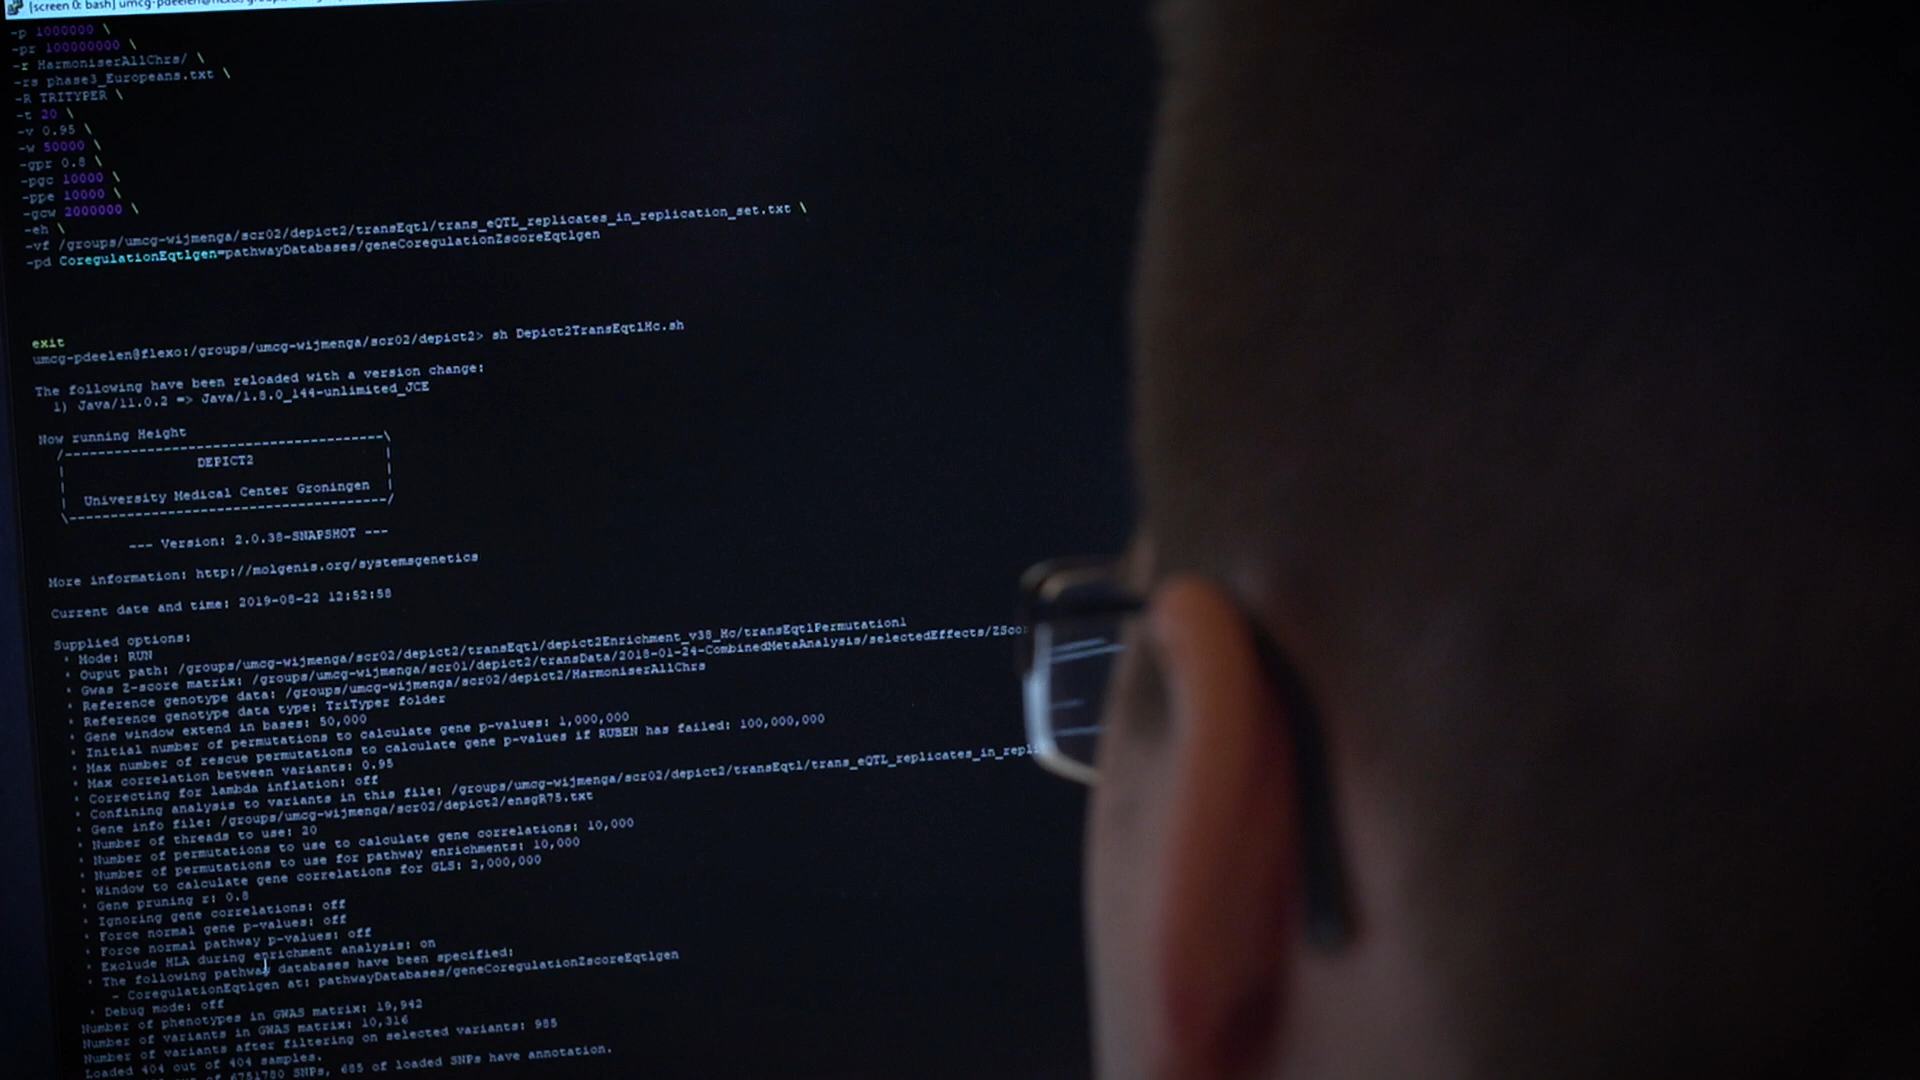 [screen 0: bash] umcg-pdeelen@flexo:/groups
-p 1000000 \
-pr 100000000 \
-r HarmoniserAllChrs/ \
-rs phase3_Europeans.txt \
-R TRITYPER \
-t 20 \
-v 0.95 \
-w 50000 \
-gpr 0.8 \
-pgc 10000 \
-ppe 10000 \
-gcw 2000000 \
-eh \
-vf /groups/umcg-wijmenga/scr02/depict2/transEqtl/trans_eQTL_replicates_in_replication_set.txt \
-pd CoregulationEqtlgen=pathwayDatabases/geneCoregulationZscoreEqtlgen
exit
umcg-pdeelen@flexo:/groups/umcg-wijmenga/scr02/depict2> sh Depict2TransEqtlHc.sh
The following have been reloaded with a version change:
1) Java/11.0.2 => Java/1.8.0_144-unlimited_JCE
Now running Height
/---------------------------------------\
| DEPICT2 |
| University Medical Center Groningen |
\---------------------------------------/
--- Version: 2.0.38-SNAPSHOT ---
More information: http://molgenis.org/systemsgenetics
Current date and time: 2019-08-22 12:52:58
Supplied options:
* Mode: RUN
* Ouput path: /groups/umcg-wijmenga/scr02/depict2/transEqtl/depict2Enrichment_v38_Hc/transEqtlPermutation1
* Gwas Z-score matrix: /groups/umcg-wijmenga/scr01/depict2/transData/2018-01-24-CombinedMetaAnalysis/selectedEffects/ZScor
* Reference genotype data: /groups/umcg-wijmenga/scr02/depict2/HarmoniserAllChrs
* Reference genotype data type: TriTyper folder
* Gene window extend in bases: 50,000
* Initial number of permutations to calculate gene p-values: 1,000,000
* Max number of rescue permutations to calculate gene p-values if RUBEN has failed: 100,000,000
* Max correlation between variants: 0.95
* Correcting for lambda inflation: off
* Confining analysis to variants in this file: /groups/umcg-wijmenga/scr02/depict2/transEqtl/trans_eQTL_replicates_in_repl
* Gene info file: /groups/umcg-wijmenga/scr02/depict2/ensgR75.txt
* Number of threads to use: 20
* Number of permutations to use to calculate gene correlations: 10,000
* Number of permutations to use for pathway enrichments: 10,000
* Window to calculate gene correlations for GLS: 2,000,000
* Gene pruning r: 0.8
* Ignoring gene correlations: off
* Force normal gene p-values: off
* Force normal pathway p-values: off
* Exclude HLA during enrichment analysis: on
* The following pathway databases have been specified:
- CoregulationEqtlgen at: pathwayDatabases/geneCoregulationZscoreEqtlgen
* Debug mode: off
Number of phenotypes in GWAS matrix: 19,942
Number of variants in GWAS matrix: 10,316
Number of variants after filtering on selected variants: 985
Loaded 404 out of 404 samples.
out of 6751780 SNPs, 685 of loaded SNPs have annotation.